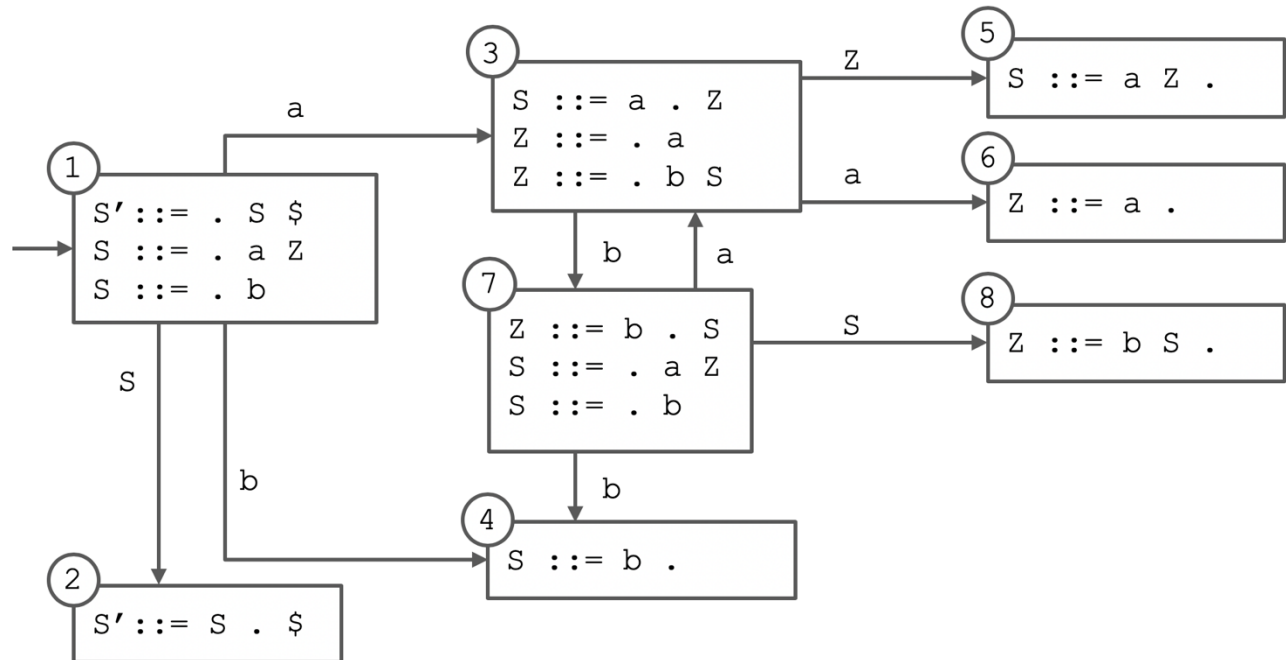 1
S'::= . S $
S ::= . a Z
S ::= . b
a
S
b
2
S'::= S . $
3
S ::= a . Z
Z ::= . a
Z ::= . b S
Z
a
b
a
7
Z ::= b . S
S ::= . a Z
S ::= . b
S
b
4
S ::= b .
5
S ::= a Z .
6
Z ::= a .
8
Z ::= b S .